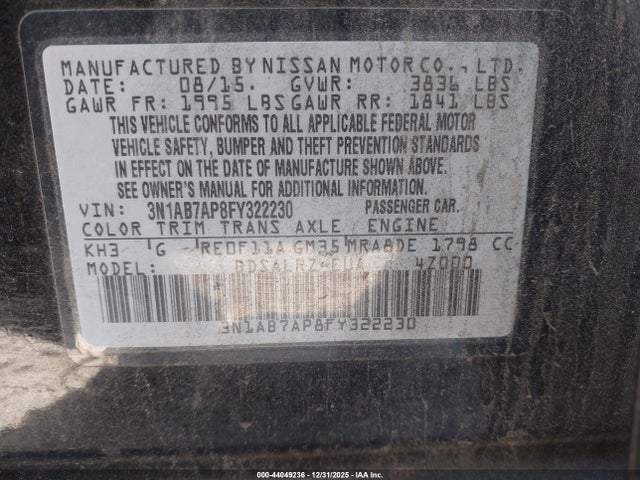 MANUFACTURED BY NISSAN MOTOR CO., LTD.
DATE: 08/15. GVWR: 3836 LBS
GAWR FR: 1995 LBS GAWR RR: 1841 LBS
THIS VEHICLE CONFORMS TO ALL APPLICABLE FEDERAL MOTOR
VEHICLE SAFETY, BUMPER AND THEFT PREVENTION STANDARDS
IN EFFECT ON THE DATE OF MANUFACTURE SHOWN ABOVE.
SEE OWNER'S MANUAL FOR ADDITIONAL INFORMATION.
VIN: 3N1AB7AP8FY322230 PASSENGER CAR.
COLOR TRIM TRANS AXLE ENGINE
KH3 G RE0F11A GM35 MRA8DE 1798 CC
MODEL: BDSALRZ-EUA 4Z000
3N1AB7AP8FY322230
000-44049236 - 12/31/2025 - IAA Inc.